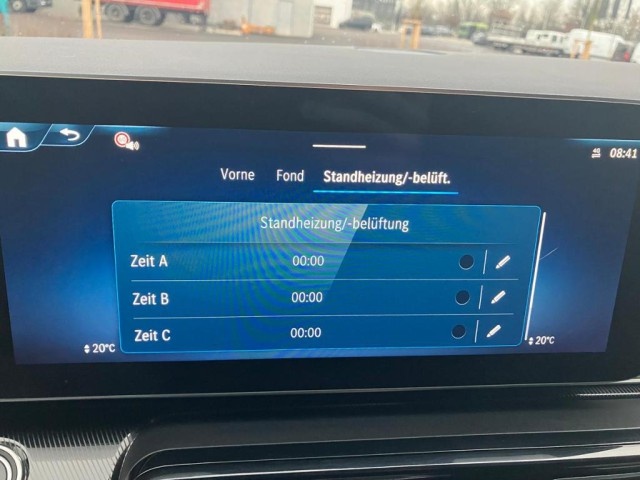 08:41
Vorne Fond Standheizung/-belüft.
Standheizung/-belüftung
Zeit A 00:00
Zeit B 00:00
Zeit C 00:00
20°C 20°C